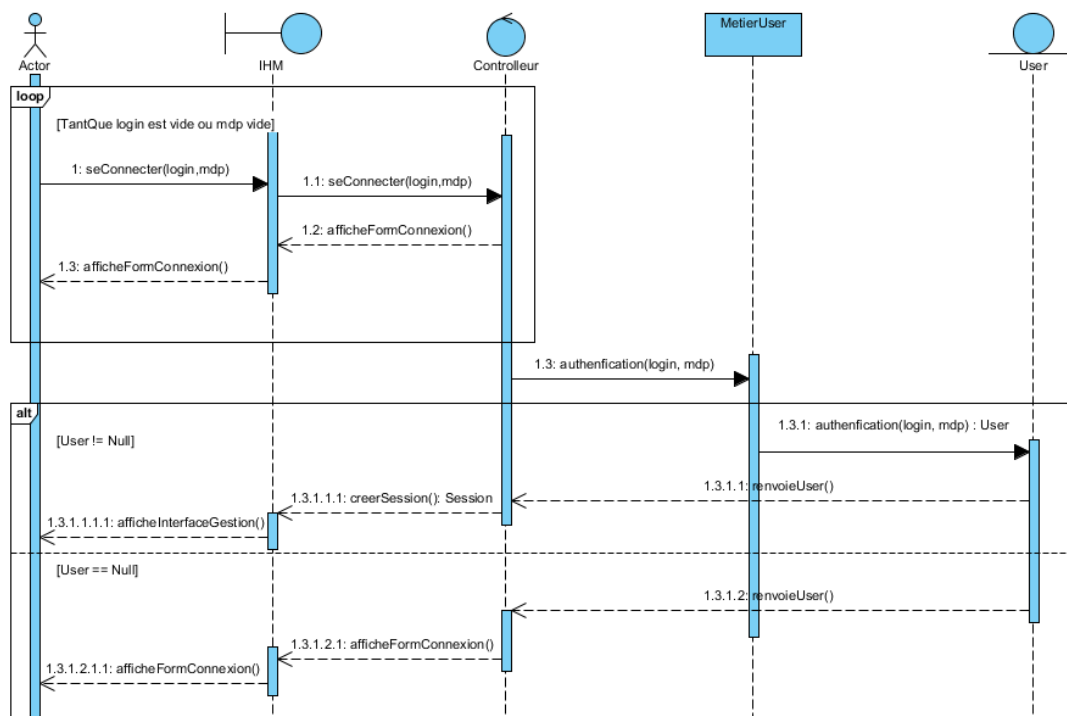 MetierUser
Actor
IHM
Controlleur
User
loop
[TantQue login est vide ou mdp vide]
1: seConnecter(login,mdp)
1.1: seConnecter(login,mdp)
1.2: afficheFormConnexion()
1.3: afficheFormConnexion()
1.3: authenfication(login, mdp)
alt
1.3.1: authenfication(login, mdp) : User
[User != Null]
1.3.1.1: renvoieUser()
1.3.1.1.1: creerSession(): Session
1.3.1.1.1.1: afficheInterfaceGestion()
[User == Null]
1.3.1.2: renvoieUser()
1.3.1.2.1: afficheFormConnexion()
1.3.1.2.1.1: afficheFormConnexion()